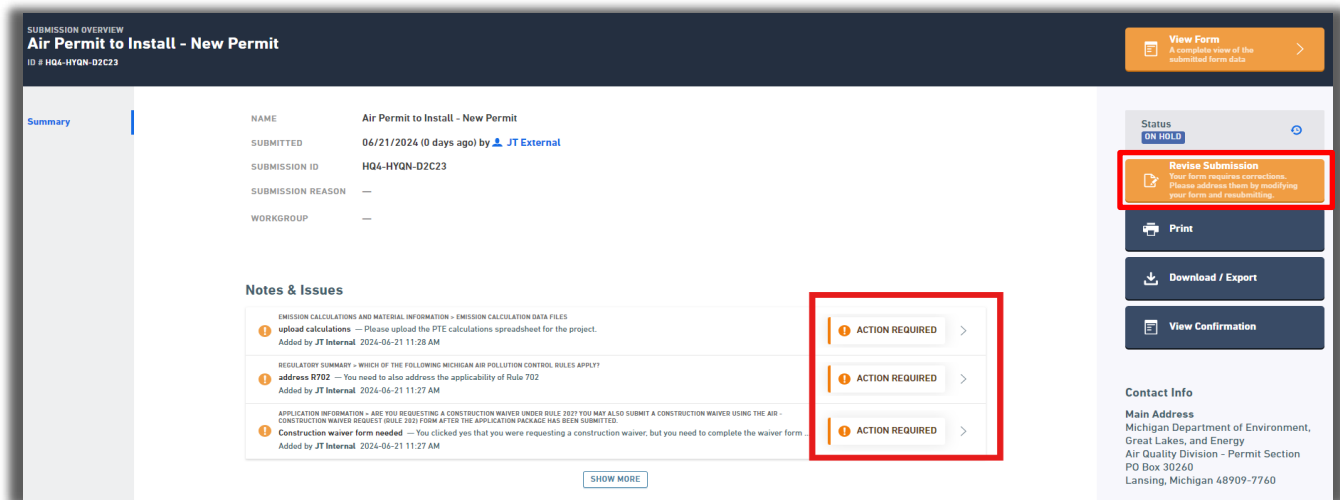 SUBMISSION OVERVIEW
Air Permit to Install - New Permit
ID # HQ4-HYQN-D2C23
View Form
A complete view of the
submitted form data
Summary
NAME Air Permit to Install - New Permit
SUBMITTED 06/21/2024 (0 days ago) by JT External
SUBMISSION ID HQ4-HYQN-D2C23
SUBMISSION REASON —
WORKGROUP —
Status
ON HOLD
Revise Submission
Your form requires corrections.
Please address them by modifying
your form and resubmitting.
Print
Download / Export
View Confirmation
Notes & Issues
EMISSION CALCULATIONS AND MATERIAL INFORMATION » EMISSION CALCULATION DATA FILES
upload calculations — Please upload the PTE calculations spreadsheet for the project.
Added by JT Internal 2024-06-21 11:28 AM
ACTION REQUIRED
REGULATORY SUMMARY » WHICH OF THE FOLLOWING MICHIGAN AIR POLLUTION CONTROL RULES APPLY?
address R702 — You need to also address the applicability of Rule 702
Added by JT Internal 2024-06-21 11:27 AM
ACTION REQUIRED
APPLICATION INFORMATION » ARE YOU REQUESTING A CONSTRUCTION WAIVER UNDER RULE 202? YOU MAY ALSO SUBMIT A CONSTRUCTION WAIVER USING THE AIR -
CONSTRUCTION WAIVER REQUEST (RULE 202) FORM AFTER THE APPLICATION PACKAGE HAS BEEN SUBMITTED.
Construction waiver form needed — You clicked yes that you were requesting a construction waiver, but you need to complete the waiver form ...
Added by JT Internal 2024-06-21 11:27 AM
ACTION REQUIRED
SHOW MORE
Contact Info
Main Address
Michigan Department of Environment,
Great Lakes, and Energy
Air Quality Division - Permit Section
PO Box 30260
Lansing, Michigan 48909-7760